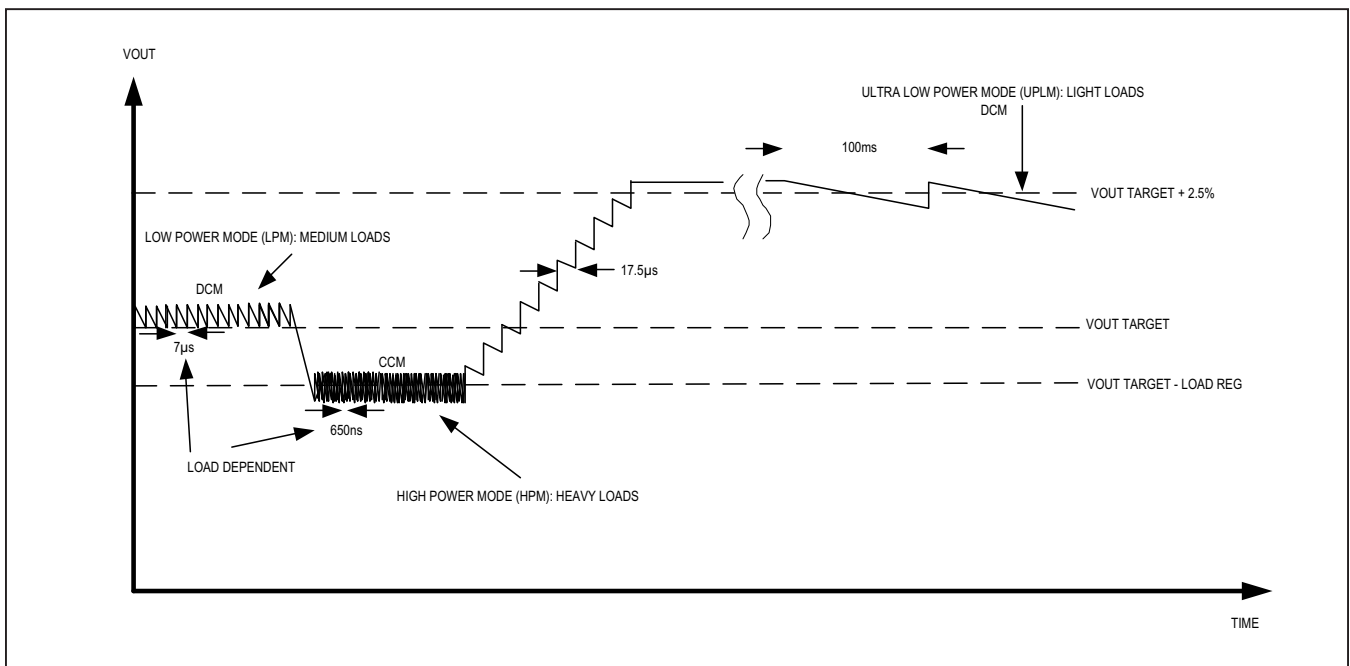 VOUT
ULTRA LOW POWER MODE (UPLM): LIGHT LOADS
DCM
100ms
VOUT TARGET + 2.5%
LOW POWER MODE (LPM): MEDIUM LOADS
17.5µs
DCM
VOUT TARGET
7µs
CCM
VOUT TARGET - LOAD REG
650ns
LOAD DEPENDENT
HIGH POWER MODE (HPM): HEAVY LOADS
TIME